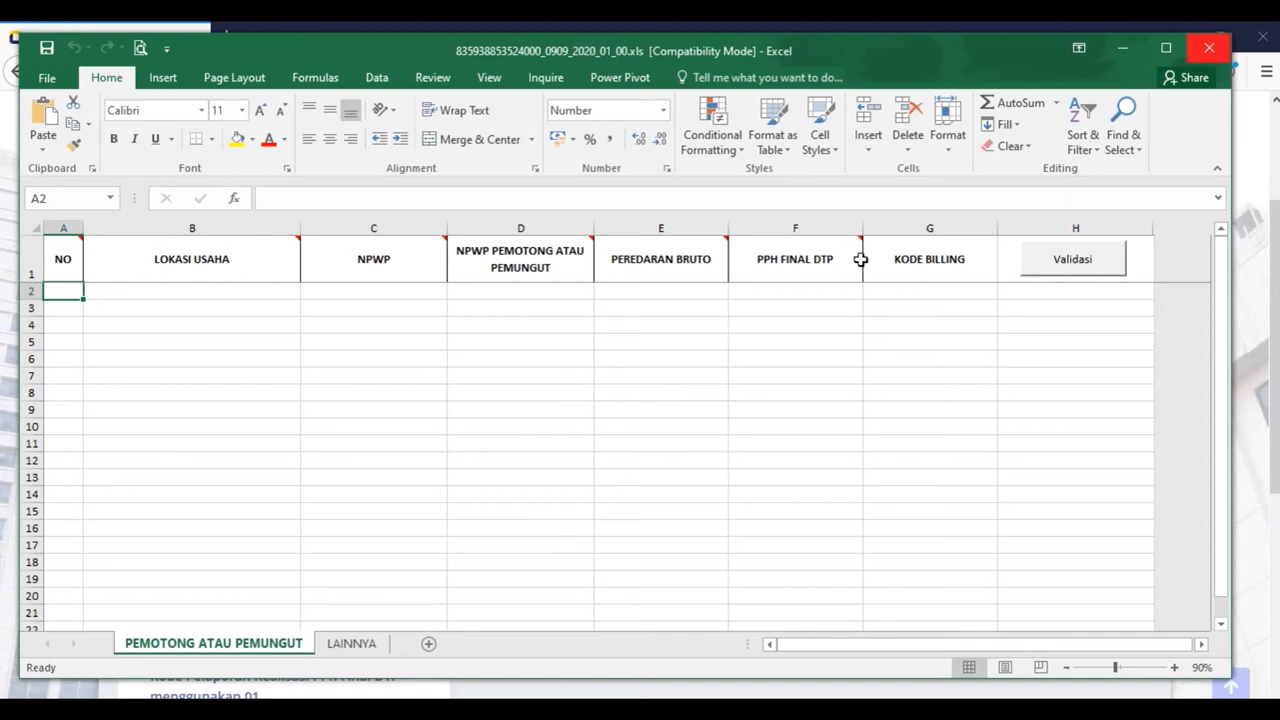 835938853524000_0909_2020_01_00.xls [Compatibility Mode] - Excel
File Home Insert Page Layout Formulas Data Review View Inquire Power Pivot Tell me what you want to do... Share
Paste
Clipboard
Calibri 11
B I U
Font
Wrap Text
Merge & Center
Alignment
Number
%
Number
Conditional Formatting
Format as Table
Cell Styles
Styles
Insert
Delete
Format
Cells
AutoSum
Fill
Clear
Sort & Filter
Find & Select
Editing
A2 fx
A B C D E F G H
1 NO LOKASI USAHA NPWP NPWP PEMOTONG ATAU PEMUNGUT PEREDARAN BRUTO PPH FINAL DTP KODE BILLING Validasi
2
3
4
5
6
7
8
9
10
11
12
13
14
15
16
17
18
19
20
21
22
PEMOTONG ATAU PEMUNGUT LAINNYA
Ready 90%
menggunakan 01